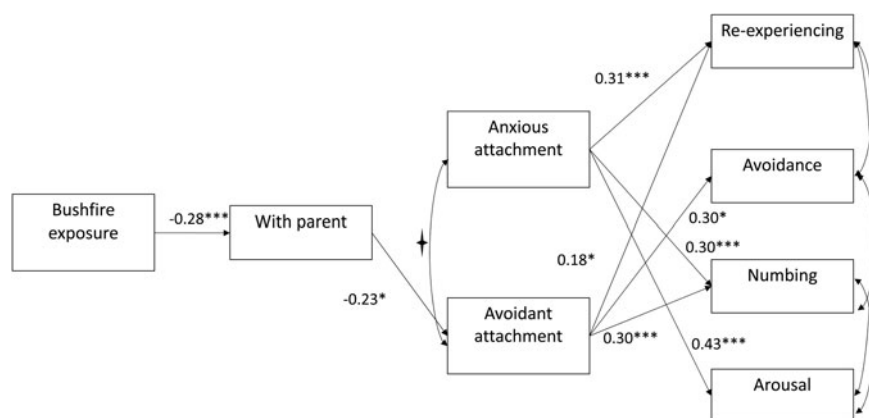 Re-experiencing
0.31***
Anxious
attachment
Avoidance
Bushfire
exposure
-0.28***
With parent
0.30*
0.30***
0.18*
Numbing
-0.23*
Avoidant
attachment
0.30***
0.43***
Arousal